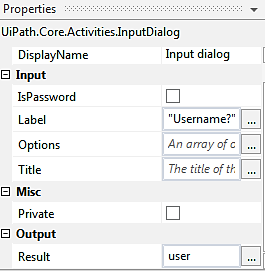 Properties
UiPath.Core.Activities.InputDialog
DisplayName Input dialog
Input
IsPassword
Label "Username?" ...
Options An array of ...
Title The title of th ...
Misc
Private
Output
Result user ...